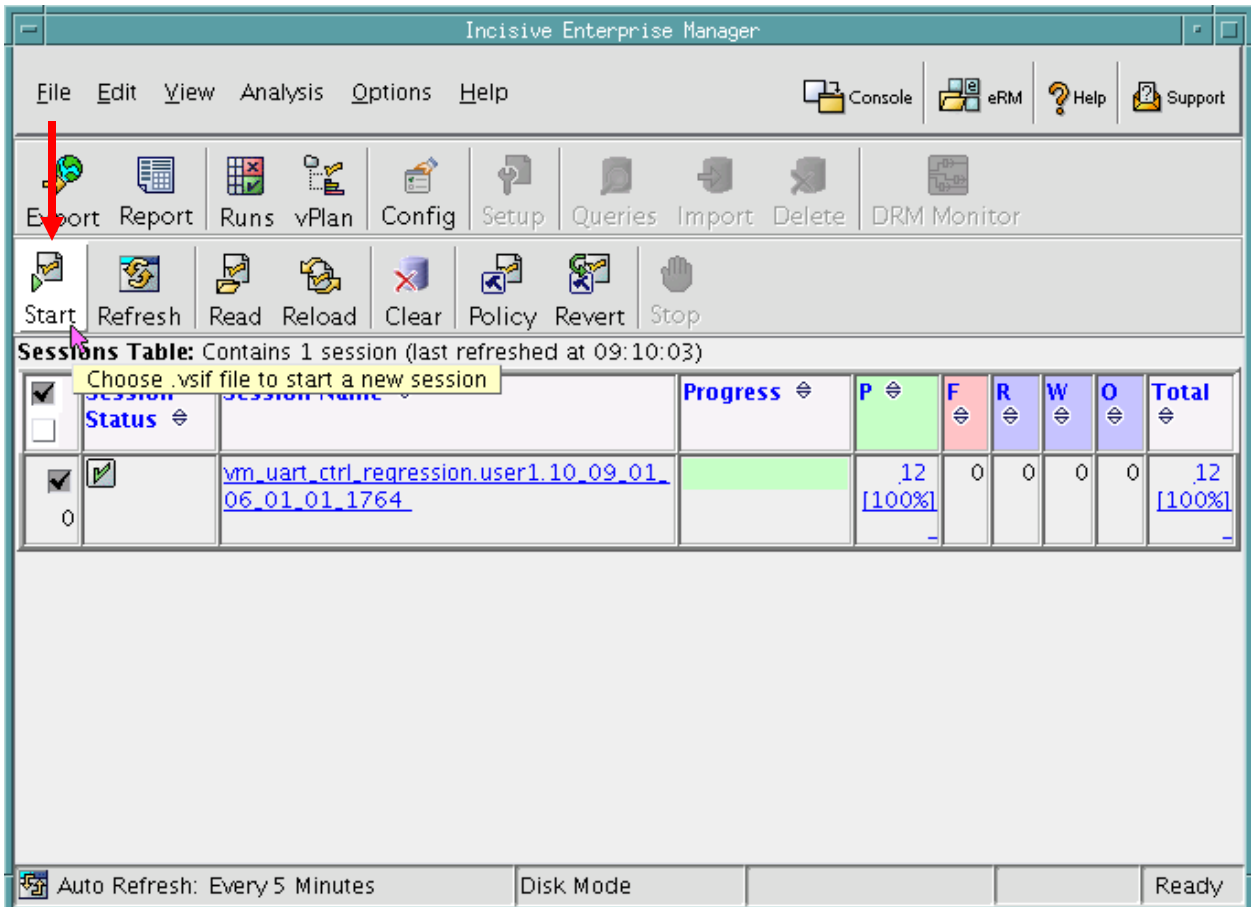 Incisive Enterprise Manager
File Edit View Analysis Options Help Console eRM Help Support
Export Report Runs vPlan Config Setup Queries Import Delete DRM Monitor
Start Refresh Read Reload Clear Policy Revert Stop
Sessions Table: Contains 1 session (last refreshed at 09:10:03)
Choose .vsif file to start a new session
Session Session Name Progress P F R W O Total
Status
vm_uart_ctrl_regression.user1.10_09_01_ 12 0 0 0 0 12
0 06_01_01_1764 [100%] [100%]
Auto Refresh: Every 5 Minutes Disk Mode Ready